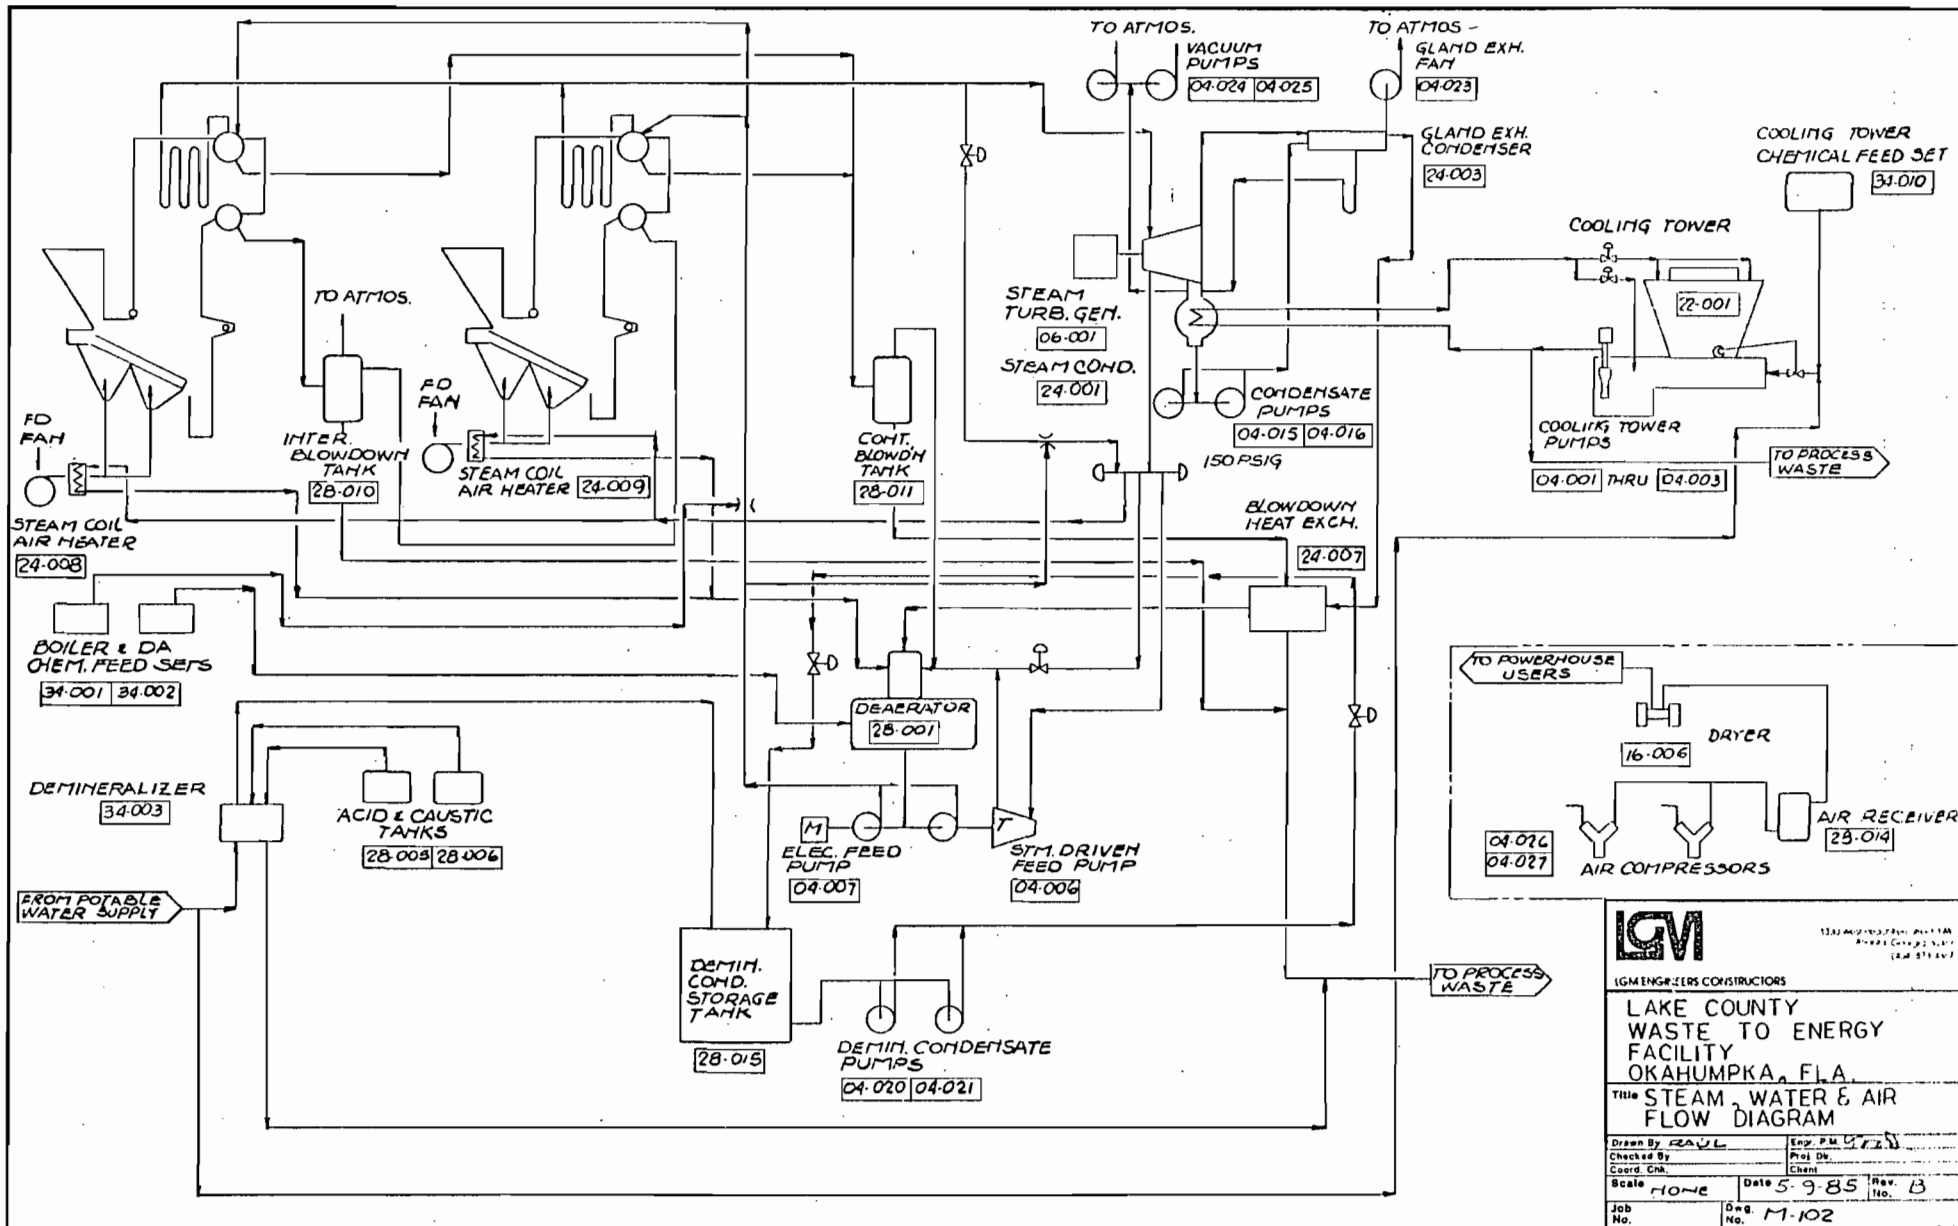 TO ATMOS.
VACUUM
PUMPS
04-024 04-025
TO ATMOS -
GLAND EXH.
FAN
04-023
GLAND EXH.
CONDENSER
24-003
COOLING TOWER
CHEMICAL FEED SET
34-010
COOLING TOWER
22-001
TO ATMOS.
STEAM
TURB. GEN.
06-001
STEAM COND.
24-001
CONDENSATE
PUMPS
04-015 04-016
150 PSIG
COOLING TOWER
PUMPS
04-001 THRU 04-003
TO PROCESS
WASTE
FD
FAN
FD
FAN
INTER.
BLOWDOWN
TANK
28-010
STEAM COIL
AIR HEATER 24-009
CONT.
BLOWD'N
TANK
28-011
STEAM COIL
AIR HEATER
24-008
BLOWDOWN
HEAT EXCH.
24-007
BOILER & DA
CHEM. FEED SETS
34-001 34-002
DEAERATOR
28-001
TO POWERHOUSE
USERS
DRYER
16-006
DEMINERALIZER
34-003
ACID & CAUSTIC
TANKS
28-005 28-006
M
ELEC. FEED
PUMP
04-007
T
STM. DRIVEN
FEED PUMP
04-006
04-026
04-027
AIR COMPRESSORS
AIR RECEIVER
28-014
FROM POTABLE
WATER SUPPLY
DEMIN.
COND.
STORAGE
TANK
28-015
DEMIN. CONDENSATE
PUMPS
04-020 04-021
TO PROCESS
WASTE
LGM
LGM ENGINEERS CONSTRUCTORS
LAKE COUNTY
WASTE TO ENERGY
FACILITY
OKAHUMPKA, FLA.
Title STEAM, WATER & AIR
FLOW DIAGRAM
Drawn By RAUL Engr. P.M.
Checked By Proj. Dir.
Coord. Chk. Client
Scale NONE Date 5-9-85 Rev. No. B
Job No. Dwg. No. M-102